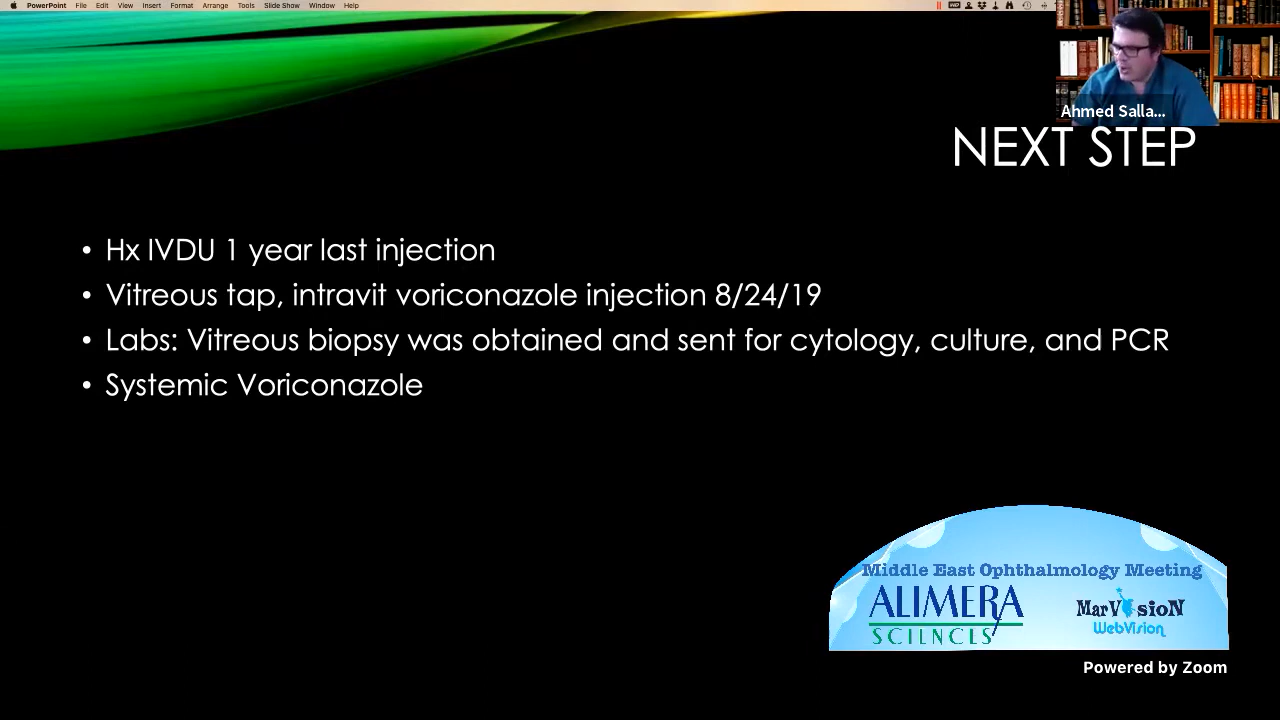 PowerPoint File Edit View Insert Format Arrange Tools Slide Show Window Help
Ahmed Salla...
NEXT STEP
• Hx IVDU 1 year last injection
• Vitreous tap, intravit voriconazole injection 8/24/19
• Labs: Vitreous biopsy was obtained and sent for cytology, culture, and PCR
• Systemic Voriconazole
Middle East Ophthalmology Meeting
ALIMERA
SCIENCES
MarVisioN
WebVision
Powered by Zoom